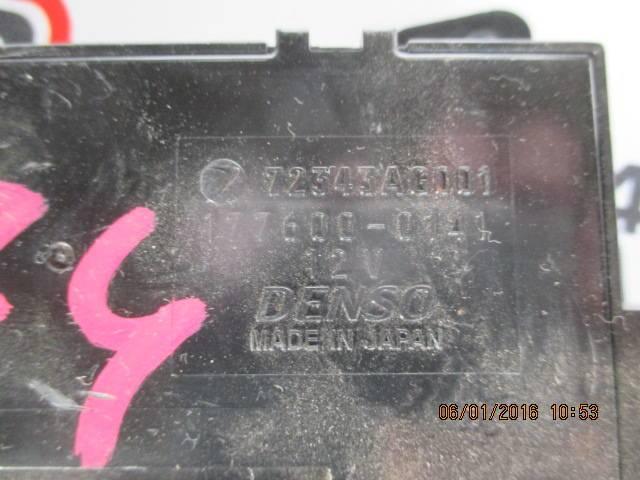 72343AG001
177600-0141
12V
DENSO
MADE IN JAPAN
06/01/2016 10:53